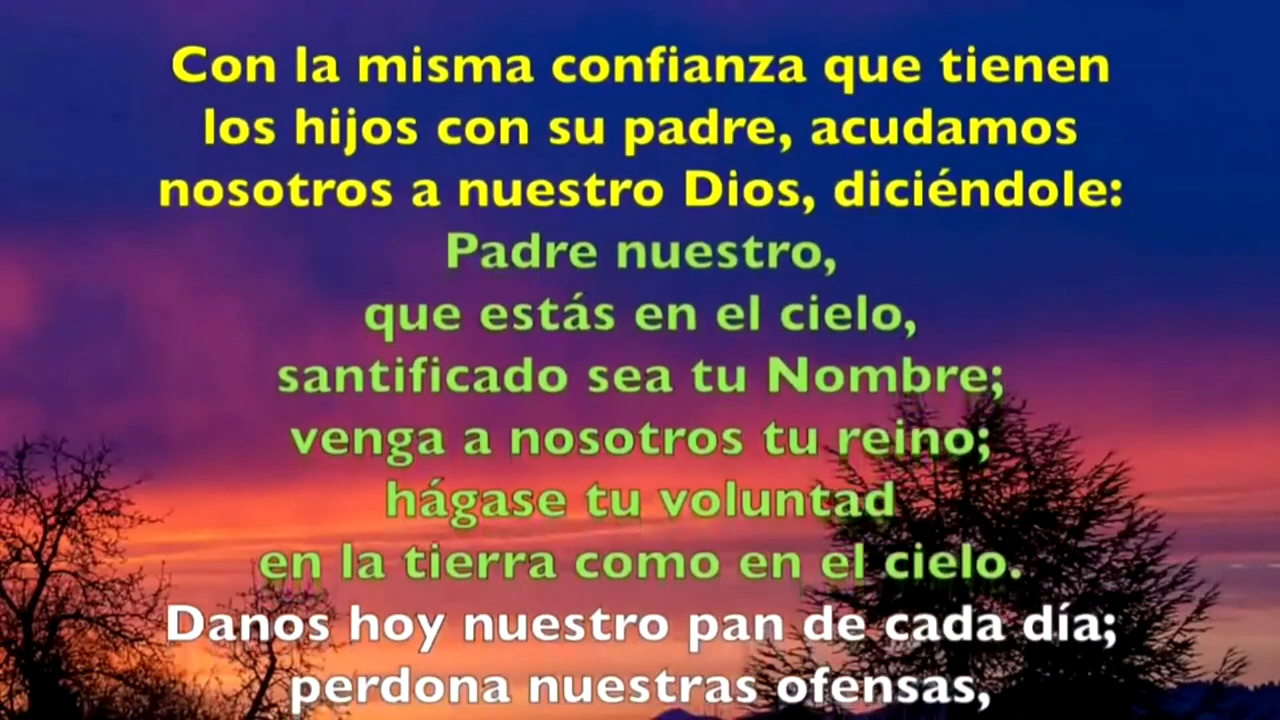 Con la misma confianza que tienen
los hijos con su padre, acudamos
nosotros a nuestro Dios, diciéndole:
Padre nuestro,
que estás en el cielo,
santificado sea tu Nombre;
venga a nosotros tu reino;
hágase tu voluntad
en la tierra como en el cielo.
Danos hoy nuestro pan de cada día;
perdona nuestras ofensas,